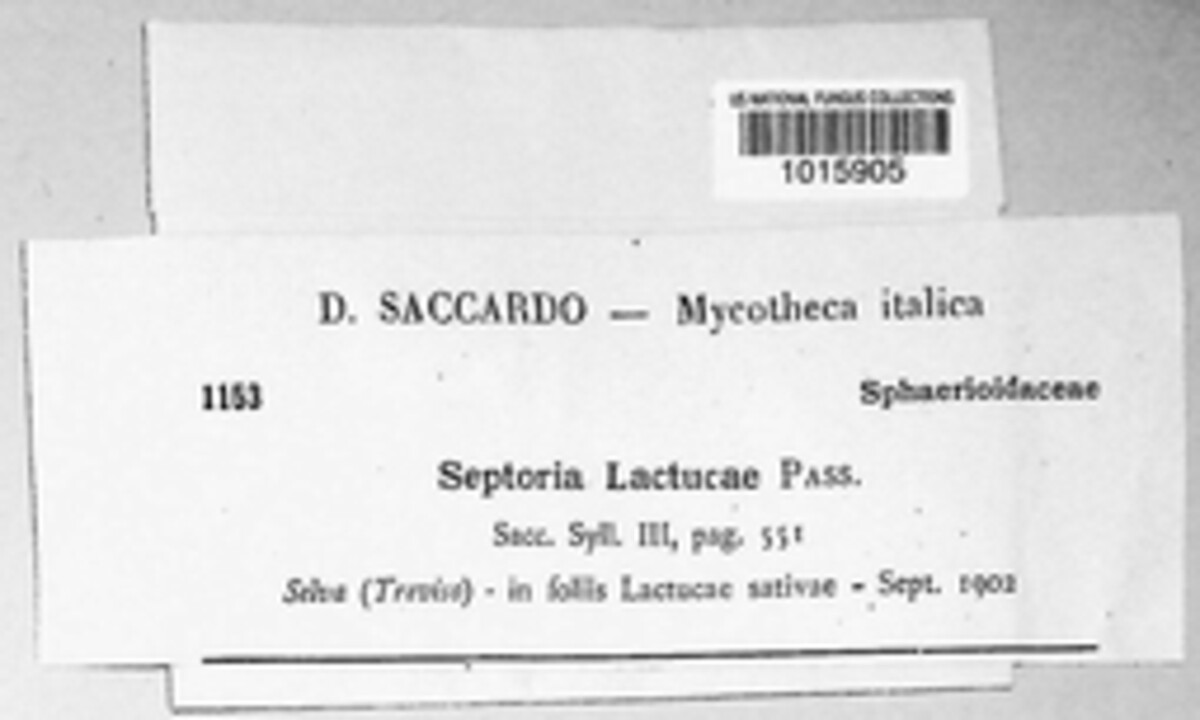 US NATIONAL FUNGUS COLLECTIONS
1015905
D. SACCARDO — Mycotheca italica
1153
Sphaerioidaceae
Septoria Lactucae PASS.
Sacc. Syll. III, pag. 551
Selva (Treviso) - in foliis Lactucae sativae - Sept. 1902